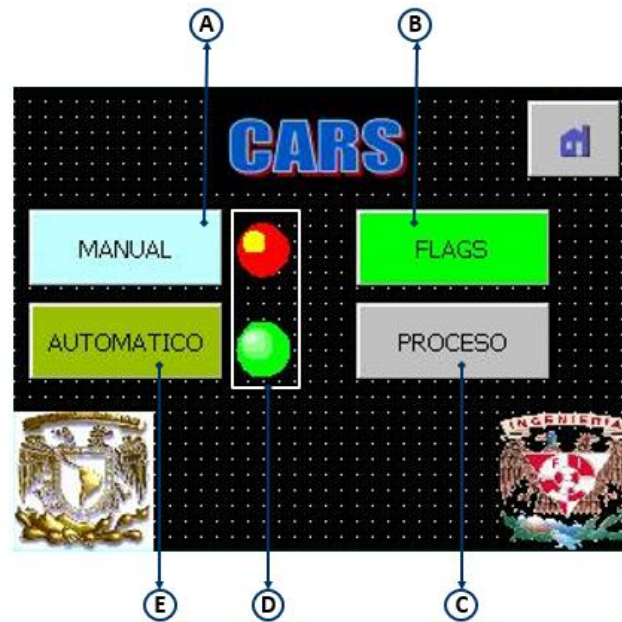 A B
CARS
MANUAL FLAGS
AUTOMATICO PROCESO
INGENIERIA
E D C